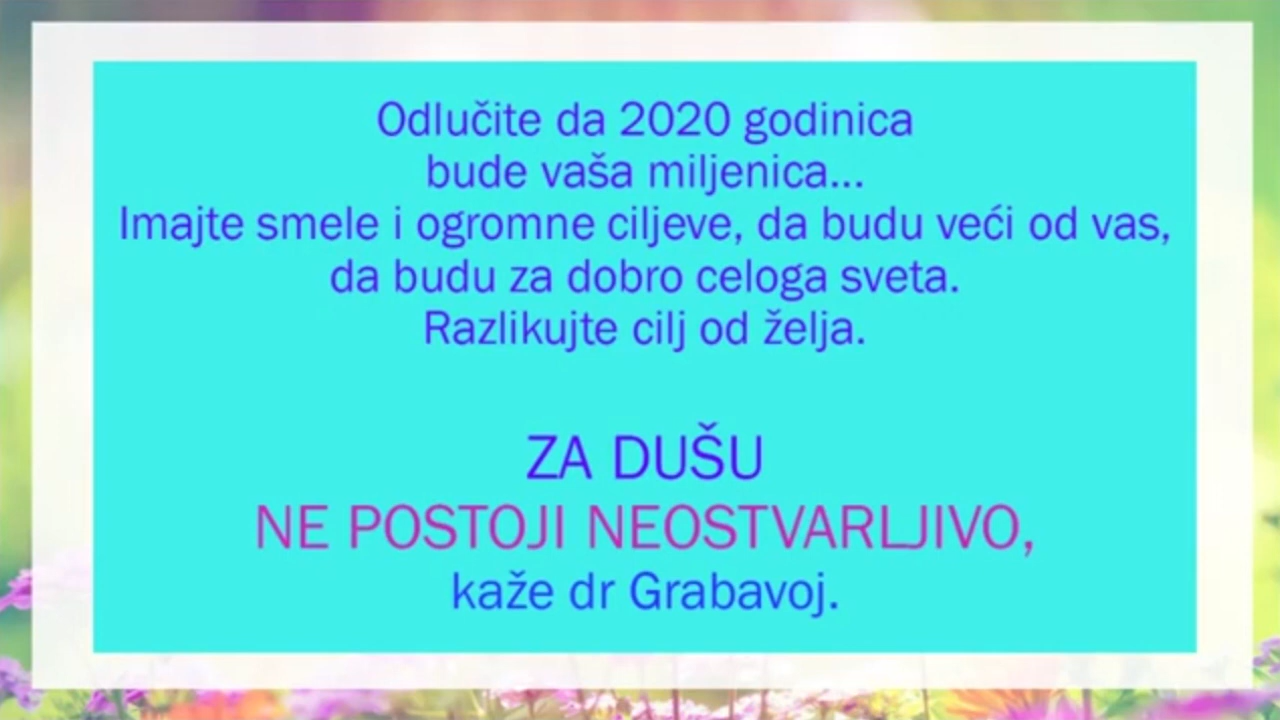 Odlučite da 2020 godinica
bude vaša miljenica...
Imajte smele i ogromne ciljeve, da budu veći od vas,
da budu za dobro celoga sveta.
Razlikujte cilj od želja.
ZA DUŠU
NE POSTOJI NEOSTVARLJIVO,
kaže dr Grabavoj.